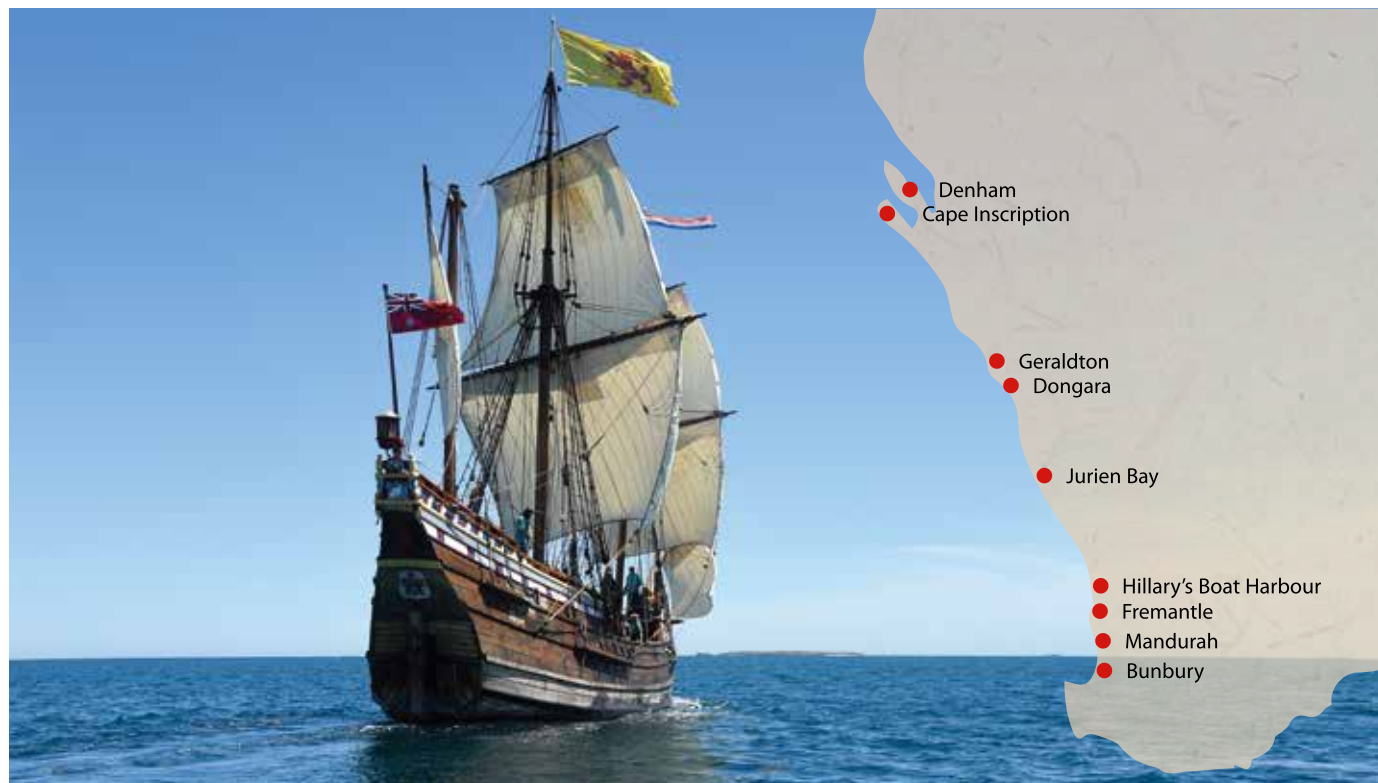 Denham
Cape Inscription
Geraldton
Dongara
Jurien Bay
Hillary's Boat Harbour
Fremantle
Mandurah
Bunbury